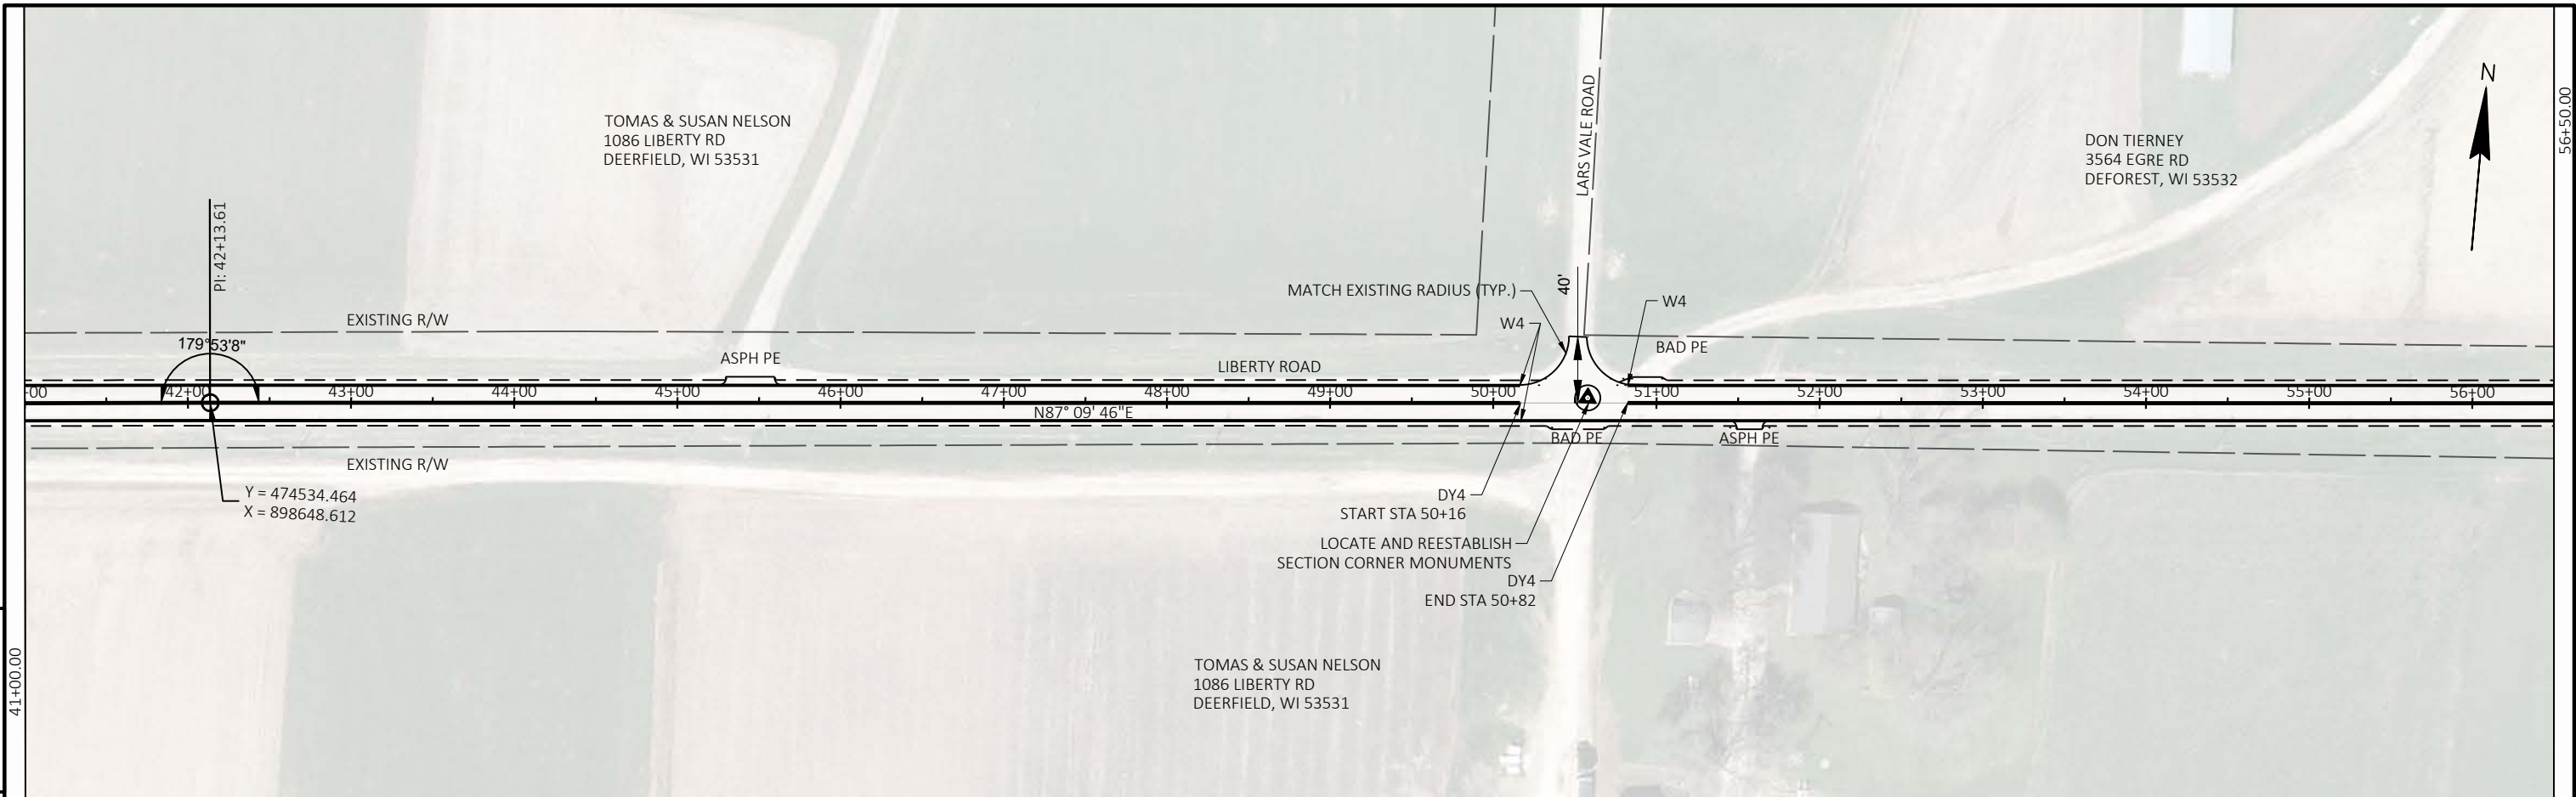 TOMAS & SUSAN NELSON
1086 LIBERTY RD
DEERFIELD, WI 53531
LARS VALE ROAD
N
DON TIERNEY
3564 EGRE RD
DEFOREST, WI 53532
56+50.00
PI: 42+13.61
EXISTING R/W
179°53'8"
ASPH PE
LIBERTY ROAD
MATCH EXISTING RADIUS (TYP.)
40'
W4
W4
BAD PE
+00
42+00
43+00
44+00
45+00
46+00
47+00
48+00
49+00
50+00
51+00
52+00
53+00
54+00
55+00
56+00
N87° 09' 46"E
BAD PE
ASPH PE
EXISTING R/W
Y = 474534.464
X = 898648.612
DY4
START STA 50+16
LOCATE AND REESTABLISH
SECTION CORNER MONUMENTS
DY4
END STA 50+82
41+00.00
TOMAS & SUSAN NELSON
1086 LIBERTY RD
DEERFIELD, WI 53531